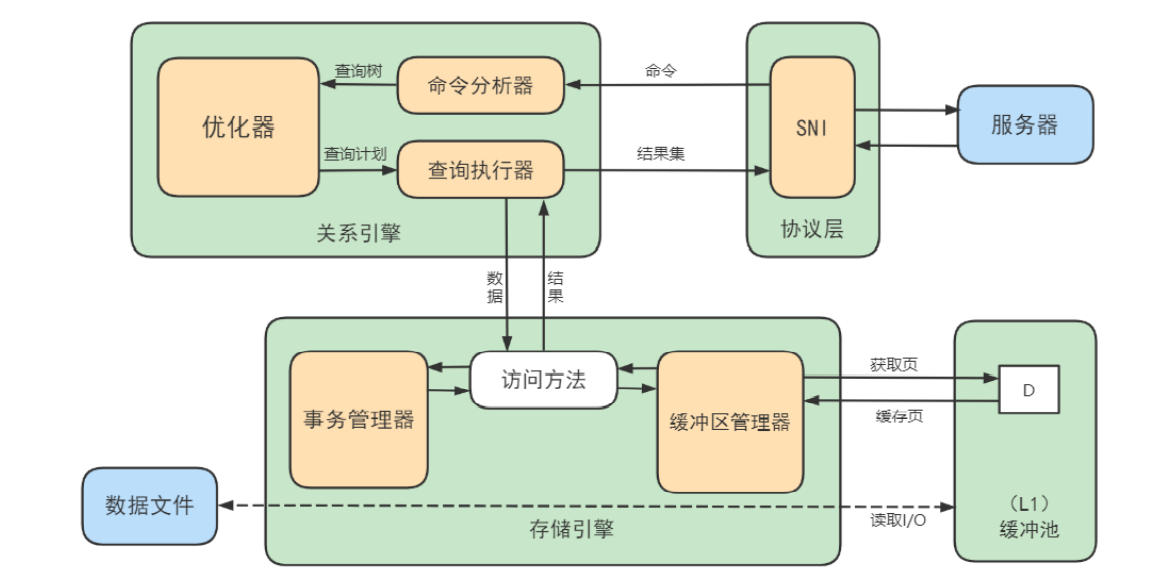 查询树
命令分析器
命令
优化器
SNI
服务器
查询计划
查询执行器
结果集
关系引擎
协议层
数
据
结
果
访问方法
获取页
D
事务管理器
缓冲区管理器
缓存页
数据文件
（L1）
缓冲池
读取I/O
存储引擎